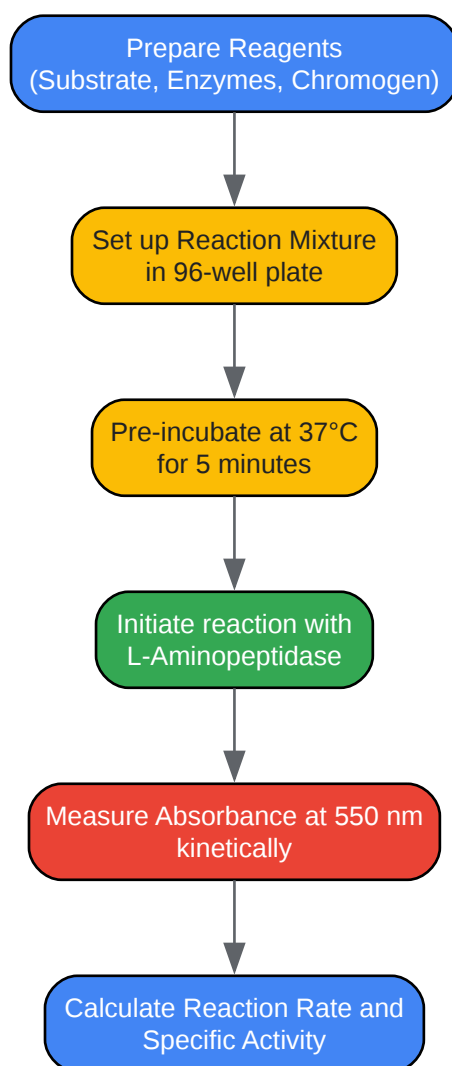 Prepare Reagents
(Substrate, Enzymes, Chromogen)
Set up Reaction Mixture
in 96-well plate
Pre-incubate at 37°C
for 5 minutes
Initiate reaction with
L-Aminopeptidase
Measure Absorbance at 550 nm
kinetically
Calculate Reaction Rate and
Specific Activity